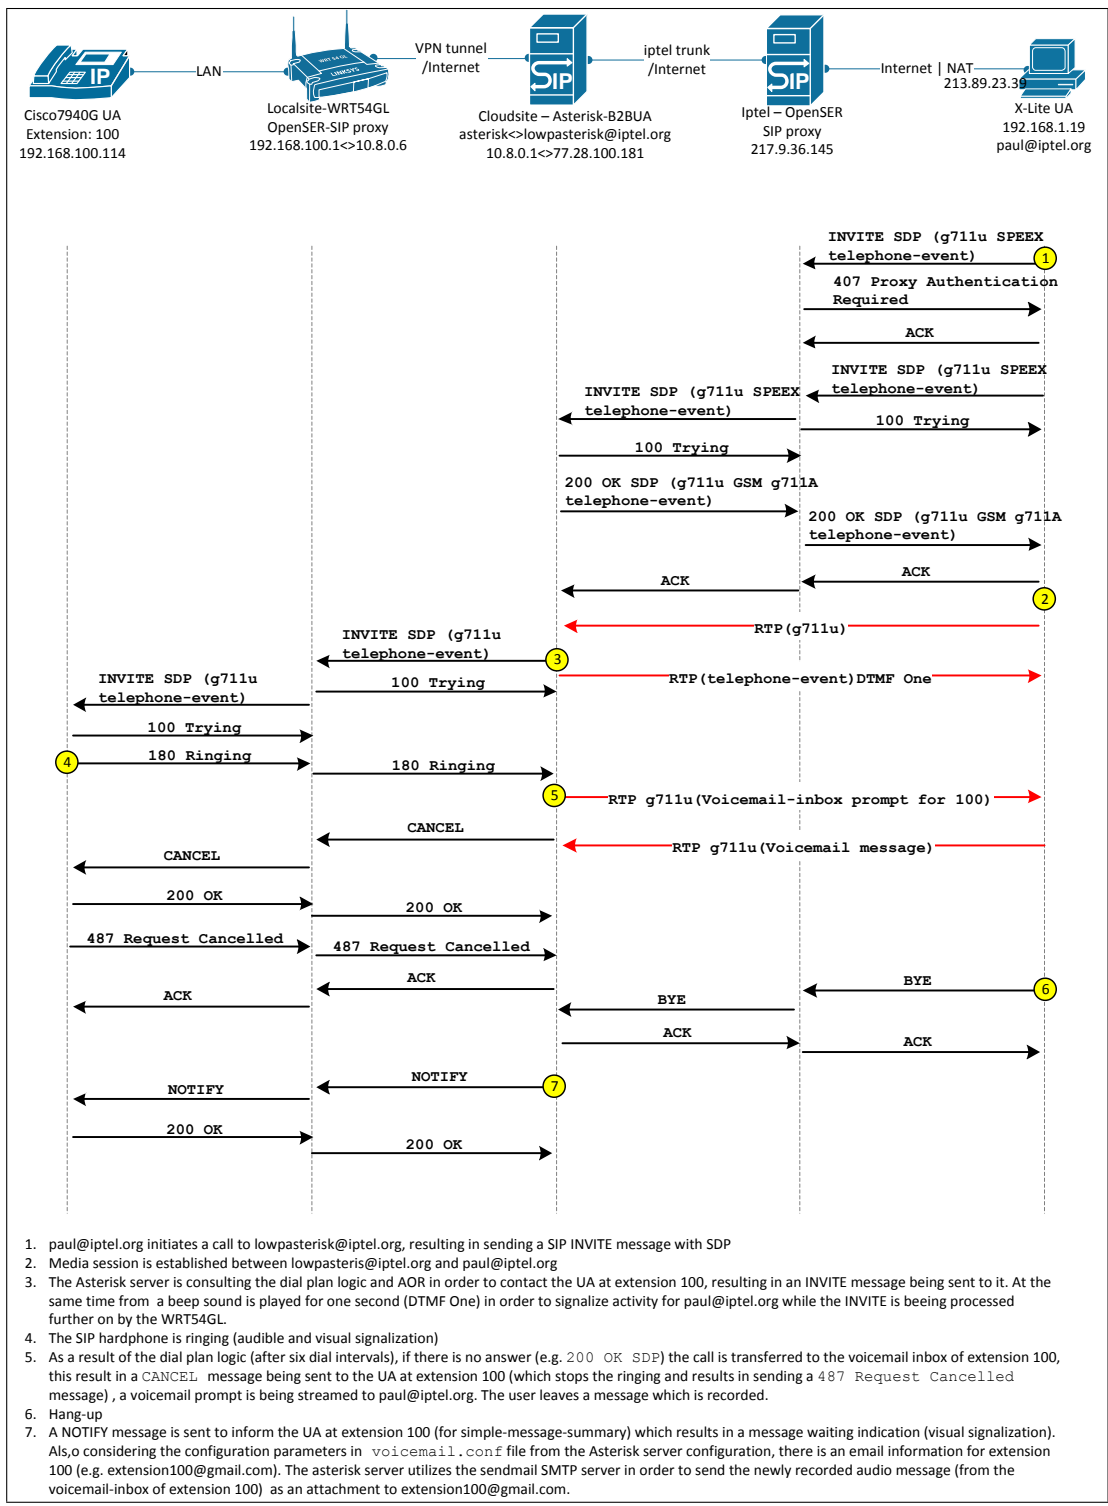 IP
WRT 54 GL
LINKSYS
SIP
SIP
LAN
VPN tunnel
/Internet
iptel trunk
/Internet
Internet | NAT
213.89.23.39
Cisco7940G UA
Extension: 100
192.168.100.114
Localsite-WRT54GL
OpenSER-SIP proxy
192.168.100.1<>10.8.0.6
Cloudsite – Asterisk-B2BUA
asterisk<>lowpasterisk@iptel.org
10.8.0.1<>77.28.100.181
Iptel – OpenSER
SIP proxy
217.9.36.145
X-Lite UA
192.168.1.19
paul@iptel.org
INVITE SDP (g711u SPEEX
telephone-event)
1
407 Proxy Authentication
Required
ACK
INVITE SDP (g711u SPEEX
telephone-event)
INVITE SDP (g711u SPEEX
telephone-event)
100 Trying
100 Trying
200 OK SDP (g711u GSM g711A
telephone-event)
200 OK SDP (g711u GSM g711A
telephone-event)
ACK
ACK
2
RTP(g711u)
INVITE SDP (g711u
telephone-event)
3
INVITE SDP (g711u
telephone-event)
100 Trying
RTP(telephone-event)DTMF One
100 Trying
4
180 Ringing
180 Ringing
5
RTP g711u(Voicemail-inbox prompt for 100)
CANCEL
RTP g711u(Voicemail message)
CANCEL
200 OK
200 OK
487 Request Cancelled
487 Request Cancelled
ACK
ACK
BYE
6
BYE
ACK
ACK
NOTIFY
7
NOTIFY
200 OK
200 OK
1. paul@iptel.org initiates a call to lowpasterisk@iptel.org, resulting in sending a SIP INVITE message with SDP
2. Media session is established between lowpasteris@iptel.org and paul@iptel.org
3. The Asterisk server is consulting the dial plan logic and AOR in order to contact the UA at extension 100, resulting in an INVITE message being sent to it. At the
same time from a beep sound is played for one second (DTMF One) in order to signalize activity for paul@iptel.org while the INVITE is beeing processed
further on by the WRT54GL.
4. The SIP hardphone is ringing (audible and visual signalization)
5. As a result of the dial plan logic (after six dial intervals), if there is no answer (e.g. 200 OK SDP) the call is transferred to the voicemail inbox of extension 100,
this result in a CANCEL message being sent to the UA at extension 100 (which stops the ringing and results in sending a 487 Request Cancelled
message) , a voicemail prompt is being streamed to paul@iptel.org. The user leaves a message which is recorded.
6. Hang-up
7. A NOTIFY message is sent to inform the UA at extension 100 (for simple-message-summary) which results in a message waiting indication (visual signalization).
Als,o considering the configuration parameters in voicemail.conf file from the Asterisk server configuration, there is an email information for extension
100 (e.g. extension100@gmail.com). The asterisk server utilizes the sendmail SMTP server in order to send the newly recorded audio message (from the
voicemail-inbox of extension 100) as an attachment to extension100@gmail.com.